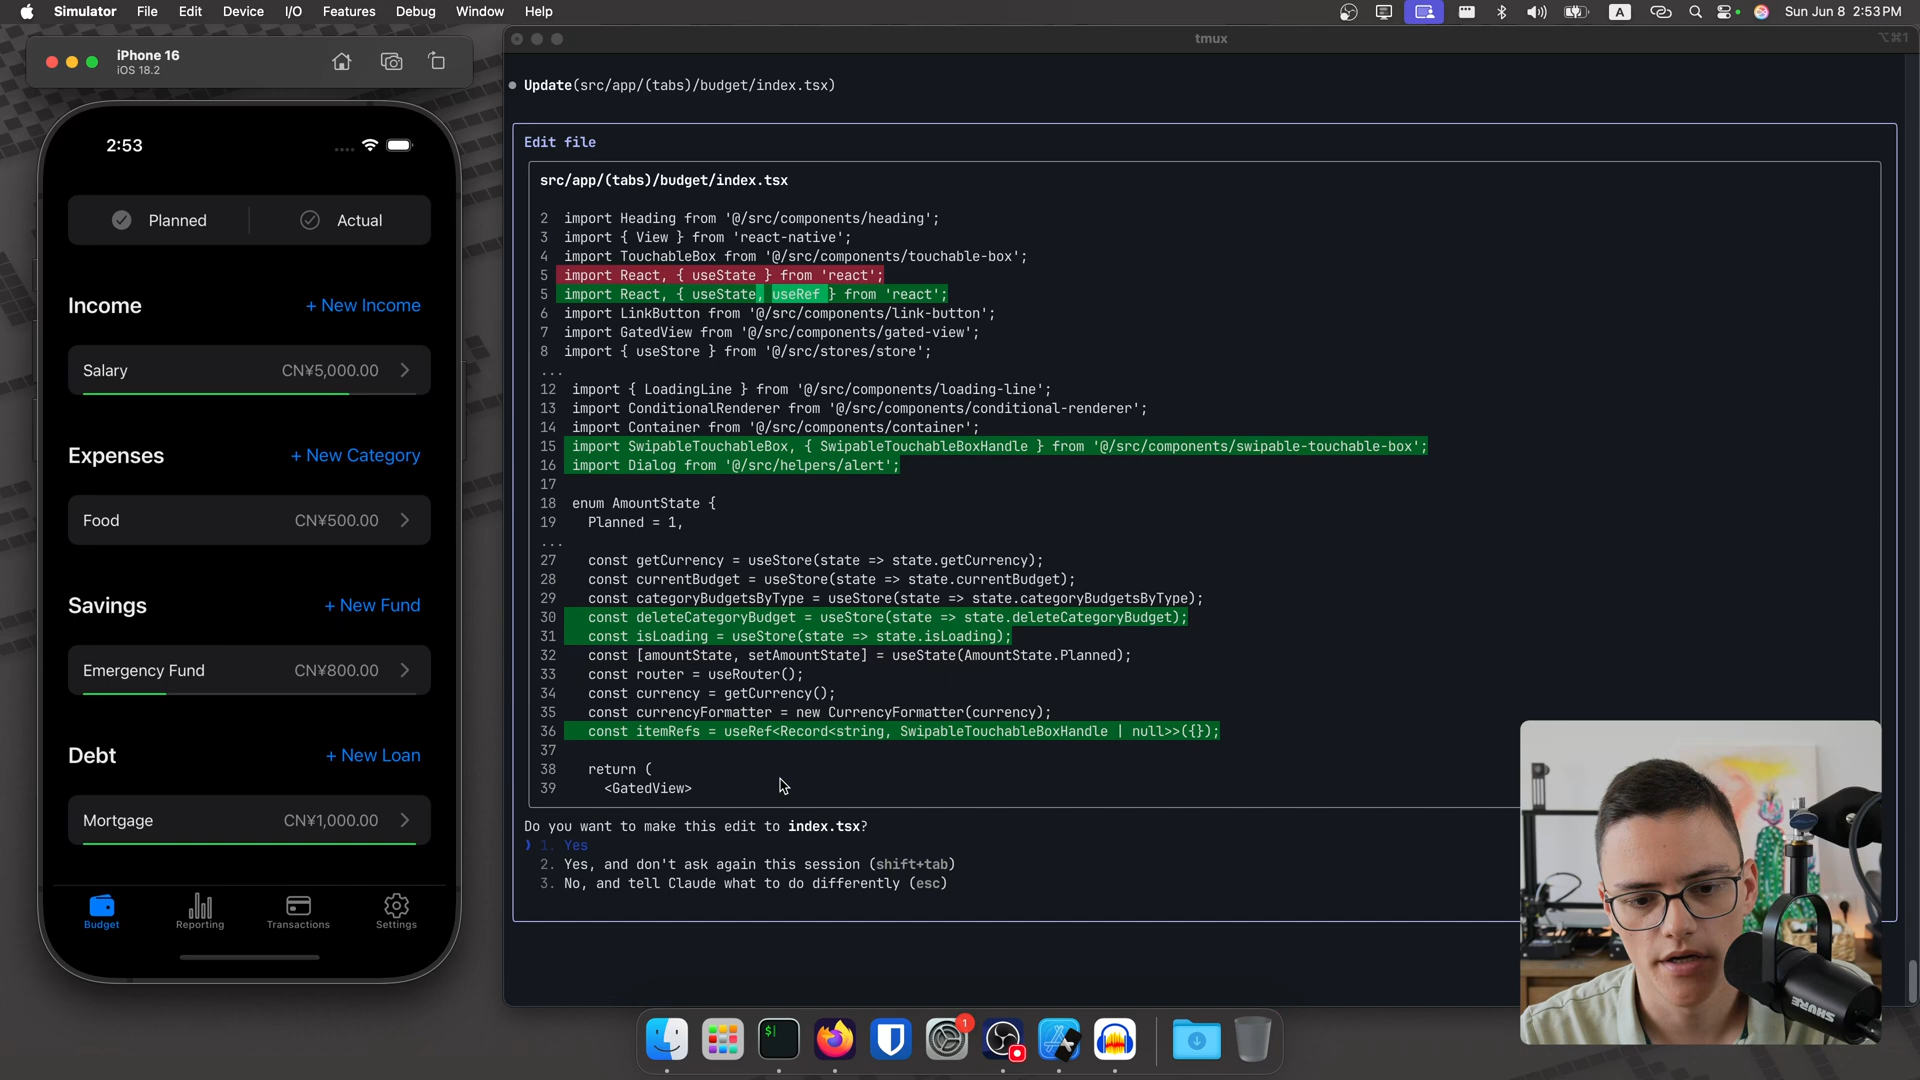 Simulator File Edit Device I/O Features Debug Window Help
A
Sun Jun 8 2:53 PM
iPhone 16
iOS 18.2
2:53
Planned
Actual
Income
+ New Income
Salary
CN¥5,000.00
Expenses
+ New Category
Food
CN¥500.00
Savings
+ New Fund
Emergency Fund
CN¥800.00
Debt
+ New Loan
Mortgage
CN¥1,000.00
Budget
Reporting
Transactions
Settings
tmux
⌥⌘1
Update(src/app/(tabs)/budget/index.tsx)
Edit file
src/app/(tabs)/budget/index.tsx
2 import Heading from '@/src/components/heading';
3 import { View } from 'react-native';
4 import TouchableBox from '@/src/components/touchable-box';
5 import React, { useState } from 'react';
5 import React, { useState, useRef } from 'react';
6 import LinkButton from '@/src/components/link-button';
7 import GatedView from '@/src/components/gated-view';
8 import { useStore } from '@/src/stores/store';
...
12 import { LoadingLine } from '@/src/components/loading-line';
13 import ConditionalRenderer from '@/src/components/conditional-renderer';
14 import Container from '@/src/components/container';
15 import SwipableTouchableBox, { SwipableTouchableBoxHandle } from '@/src/components/swipable-touchable-box';
16 import Dialog from '@/src/helpers/alert';
17
18 enum AmountState {
19 Planned = 1,
...
27 const getCurrency = useStore(state => state.getCurrency);
28 const currentBudget = useStore(state => state.currentBudget);
29 const categoryBudgetsByType = useStore(state => state.categoryBudgetsByType);
30 const deleteCategoryBudget = useStore(state => state.deleteCategoryBudget);
31 const isLoading = useStore(state => state.isLoading);
32 const [amountState, setAmountState] = useState(AmountState.Planned);
33 const router = useRouter();
34 const currency = getCurrency();
35 const currencyFormatter = new CurrencyFormatter(currency);
36 const itemRefs = useRef<Record<string, SwipableTouchableBoxHandle | null>>({});
37
38 return (
39 <GatedView>
Do you want to make this edit to index.tsx?
❯ 1. Yes
2. Yes, and don't ask again this session (shift+tab)
3. No, and tell Claude what to do differently (esc)
$
1
SHURE